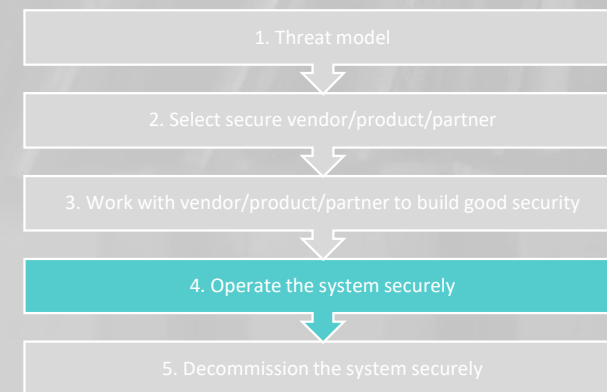 1. Threat model
2. Select secure vendor/product/partner
3. Work with vendor/product/partner to build good security
4. Operate the system securely
5. Decommission the system securely